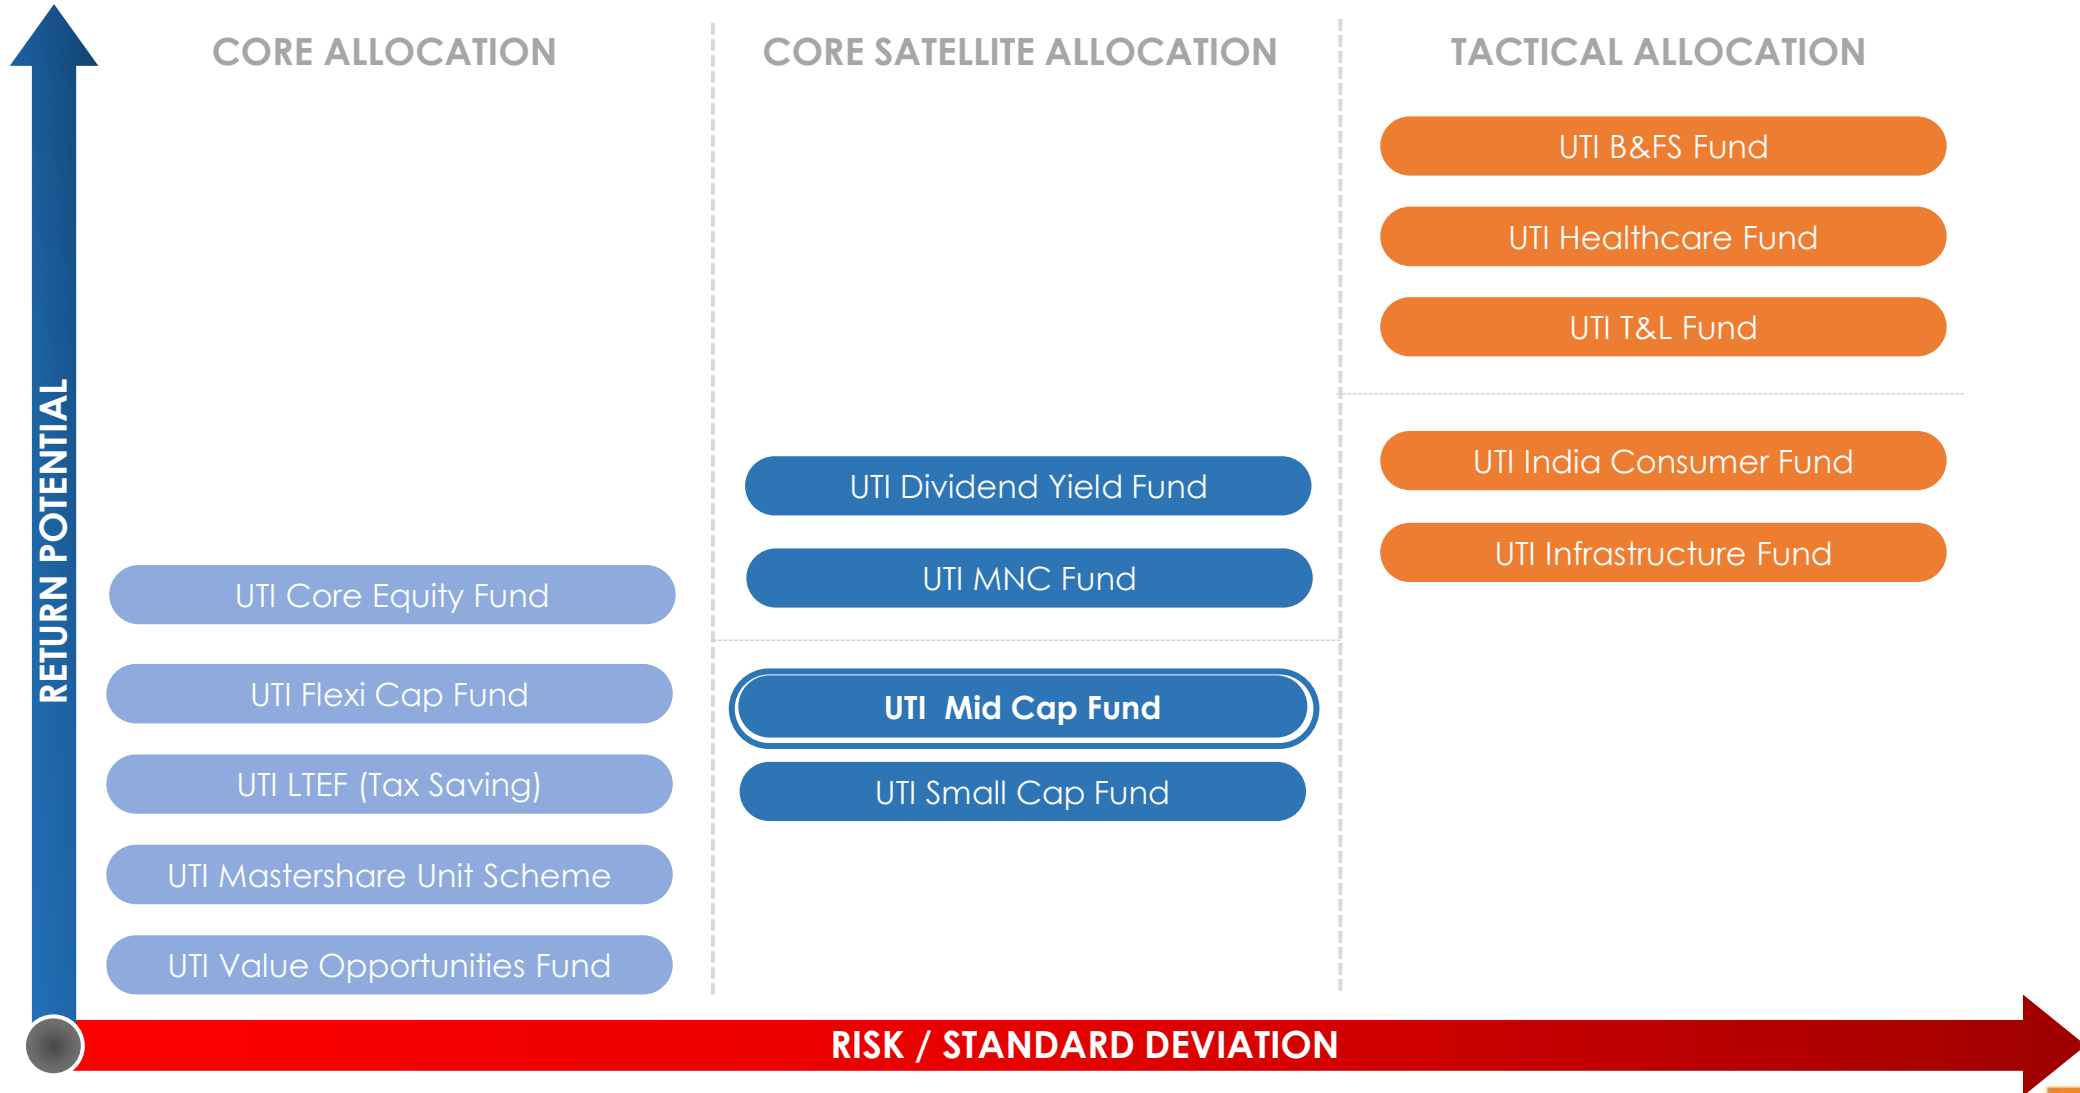 CORE ALLOCATION
CORE SATELLITE ALLOCATION
TACTICAL ALLOCATION
RETURN POTENTIAL
UTI Core Equity Fund
UTI Flexi Cap Fund
UTI LTEF (Tax Saving)
UTI Mastershare Unit Scheme
UTI Value Opportunities Fund
UTI Dividend Yield Fund
UTI MNC Fund
UTI Mid Cap Fund
UTI Small Cap Fund
UTI B&FS Fund
UTI Healthcare Fund
UTI T&L Fund
UTI India Consumer Fund
UTI Infrastructure Fund
RISK / STANDARD DEVIATION